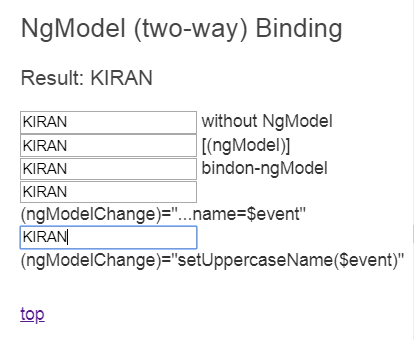 NgModel (two-way) Binding
Result: KIRAN
KIRAN without NgModel
KIRAN [(ngModel)]
KIRAN bindon-ngModel
KIRAN
(ngModelChange)="...name=$event"
KIRAN
(ngModelChange)="setUppercaseName($event)"
top